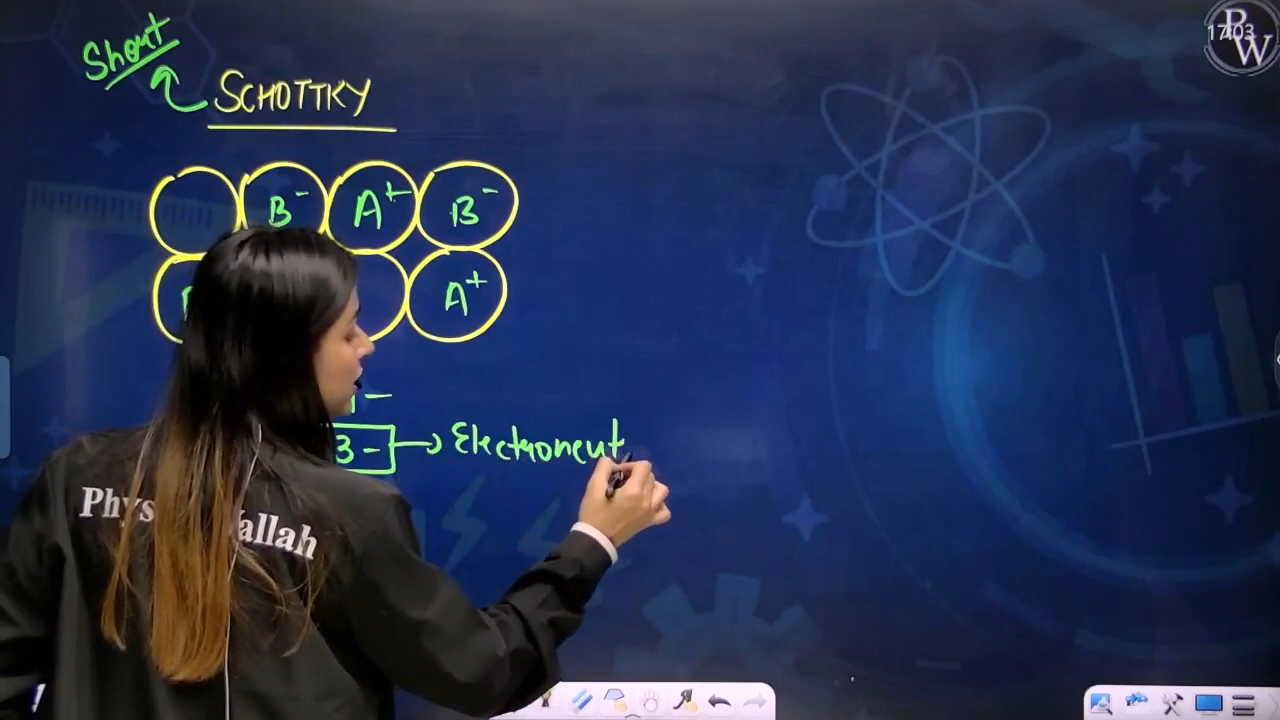 Short
SCHOTTKY
B⁻ A⁺ B⁻
A⁺
B - → Electroneut
Phys allah
17:03
PW